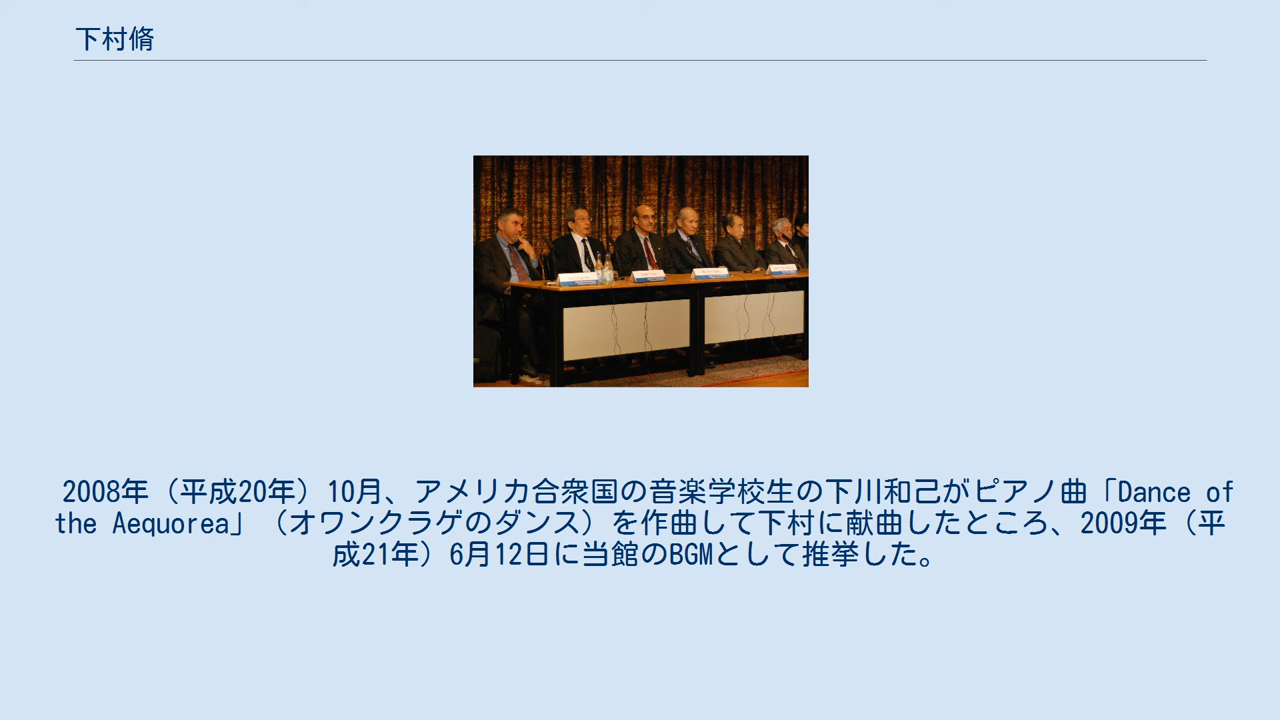 下村脩
2008年（平成20年）10月、アメリカ合衆国の音楽学校生の下川和己がピアノ曲「Dance of
the Aequorea」（オワンクラゲのダンス）を作曲して下村に献曲したところ、2009年（平
成21年）6月12日に当館のBGMとして推挙した。